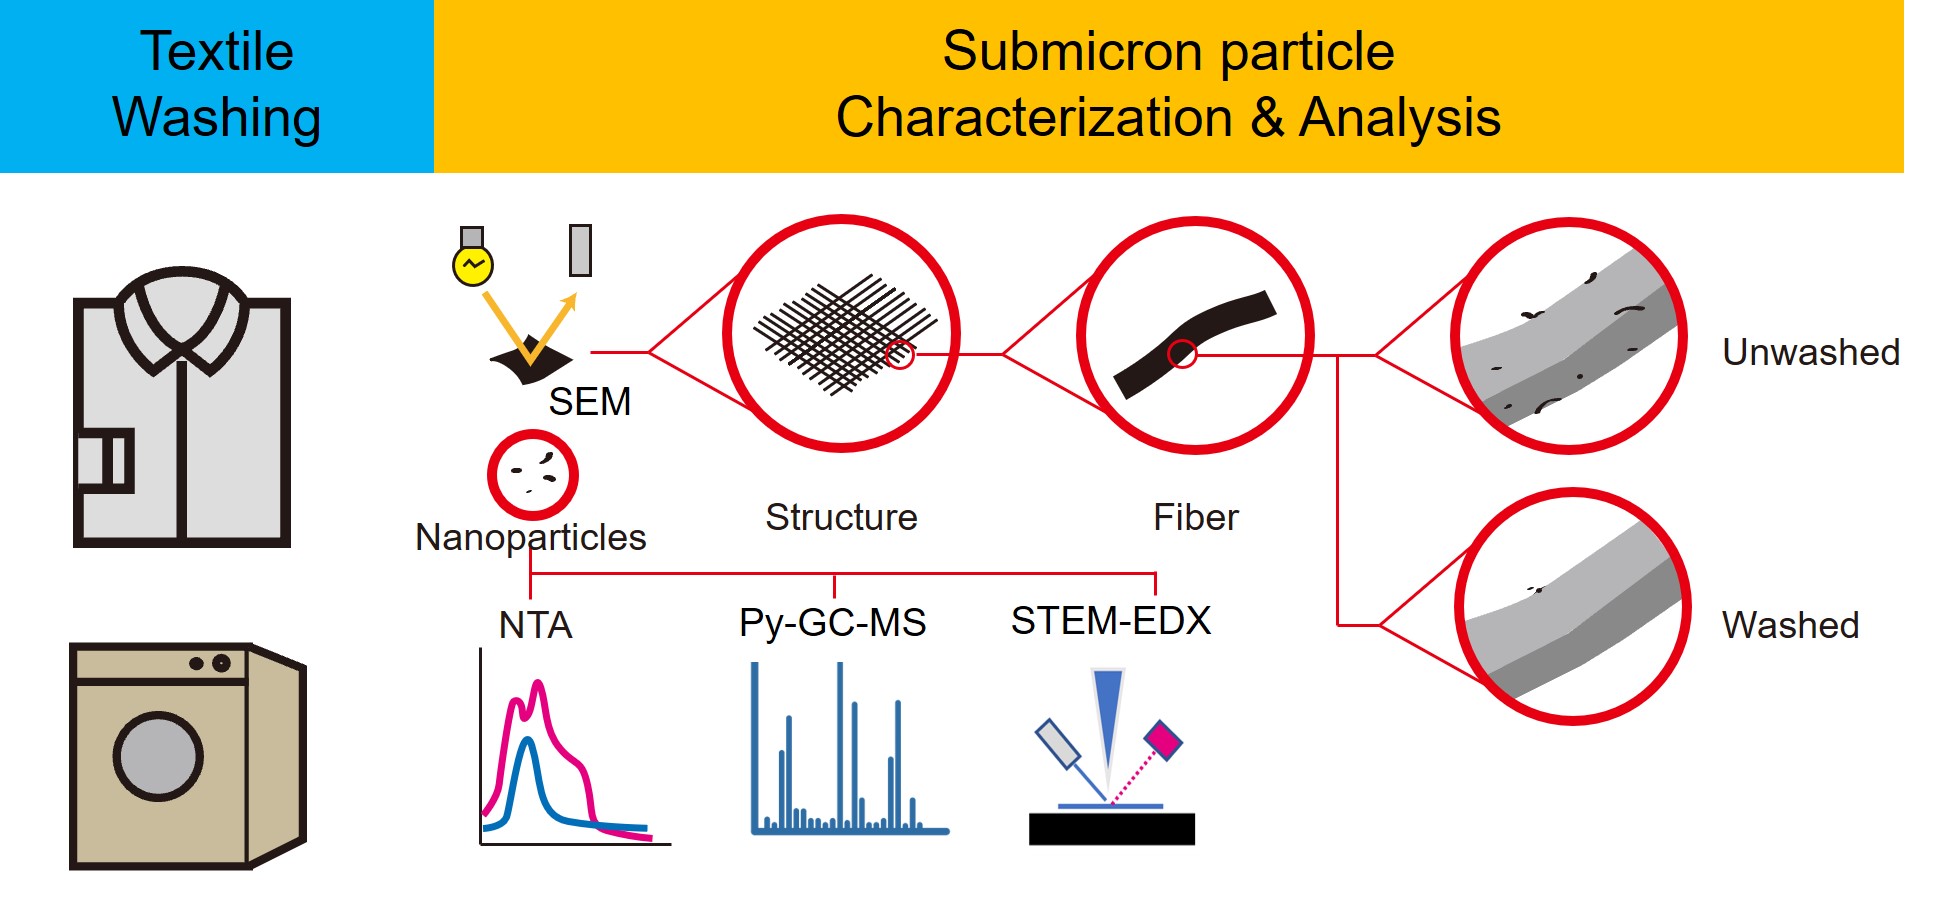 Textile
Washing
Submicron particle
Characterization & Analysis
SEM
Unwashed
Nanoparticles
Structure
Fiber
NTA
Py-GC-MS
STEM-EDX
Washed